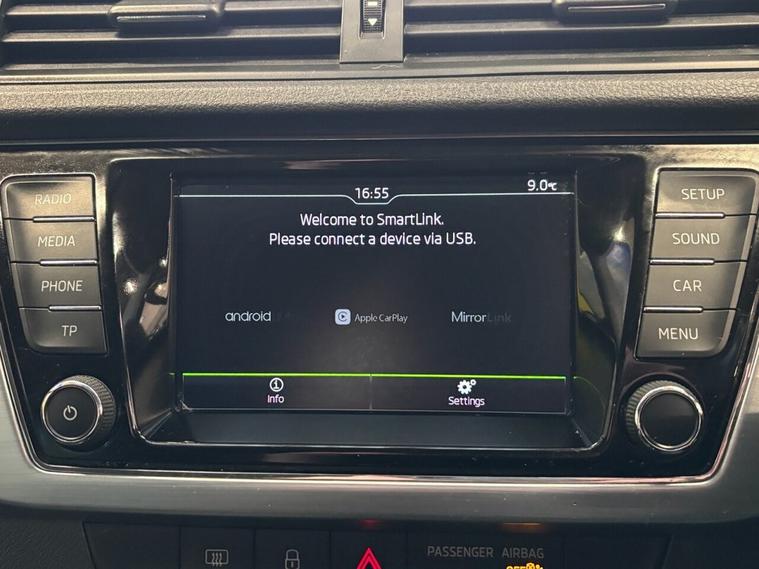 16:55
9.0°C
Welcome to SmartLink.
Please connect a device via USB.
android
Apple CarPlay
MirrorLink
Info
Settings
RADIO
MEDIA
PHONE
TP
SETUP
SOUND
CAR
MENU
PASSENGER AIRBAG
OFF